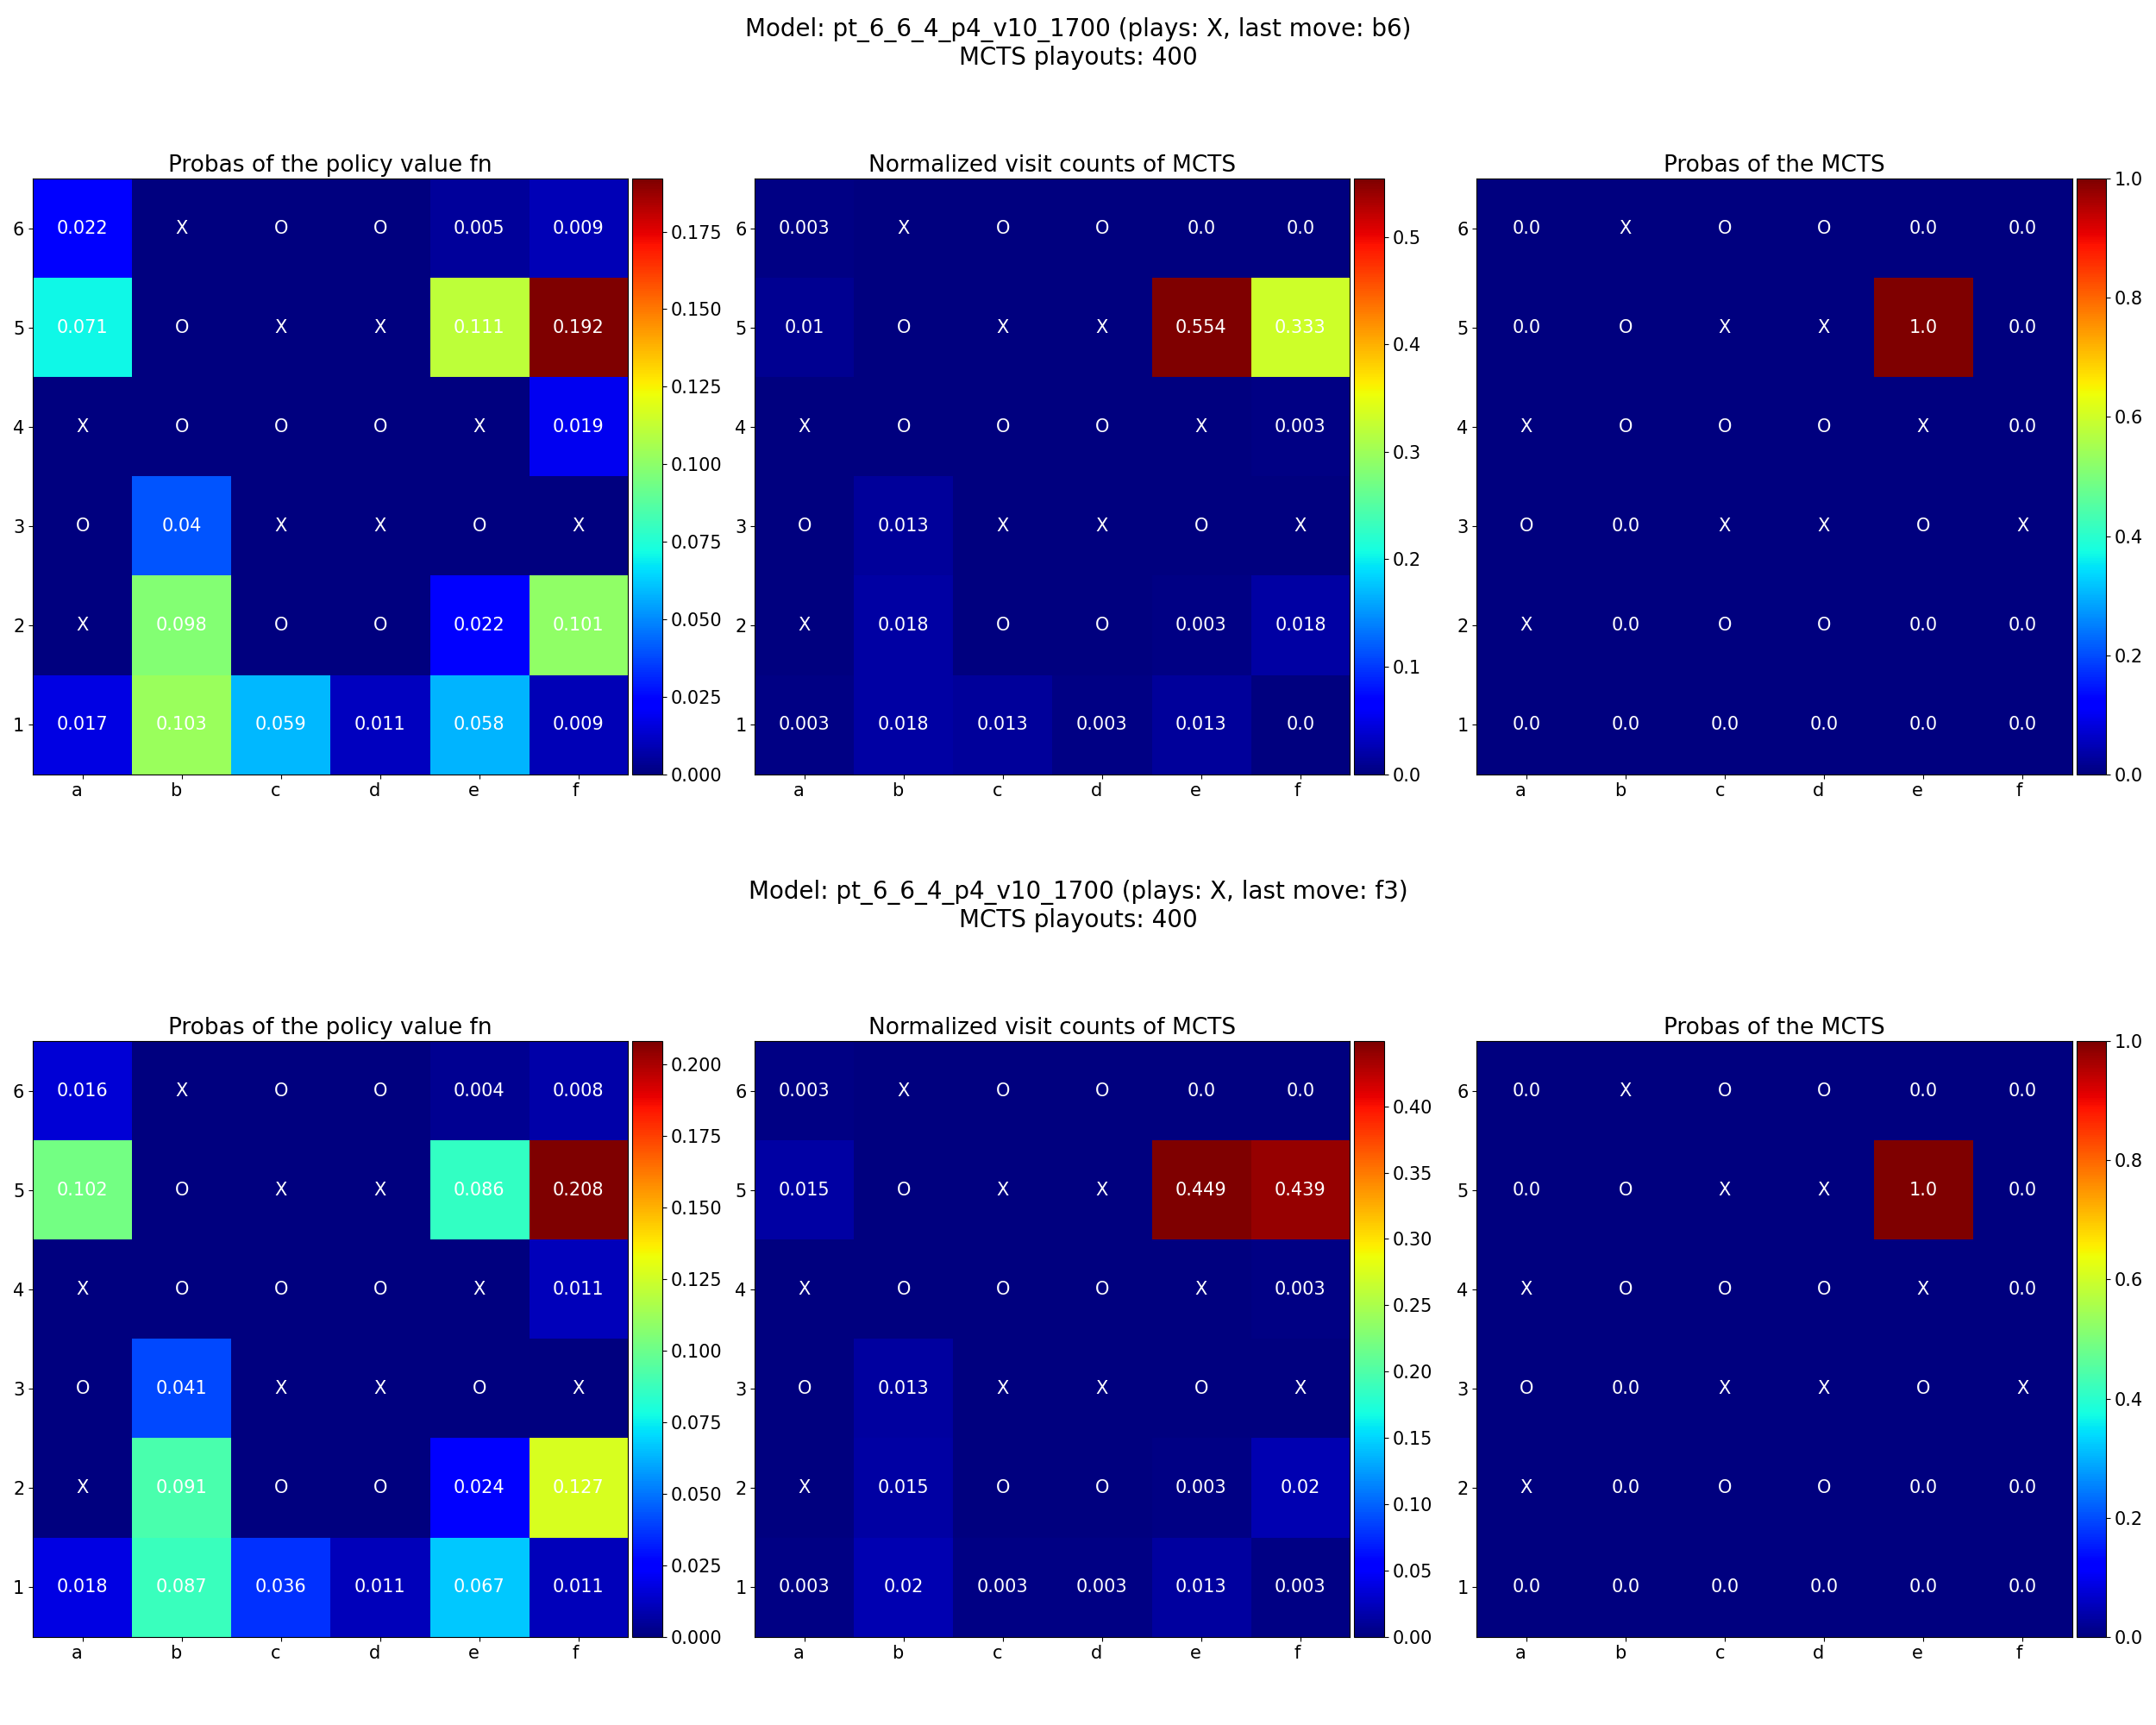 Model: pt_6_6_4_p4_v10_1700 (plays: X, last move: b6)
MCTS playouts: 400
Probas of the policy value fn
6 0.022 X O O 0.005 0.009
5 0.071 O X X 0.111 0.192
4 X O O O X 0.019
3 O 0.04 X X O X
2 X 0.098 O O 0.022 0.101
1 0.017 0.103 0.059 0.011 0.058 0.009
a b c d e f
0.175
0.150
0.125
0.100
0.075
0.050
0.025
0.000
Normalized visit counts of MCTS
6 0.003 X O O 0.0 0.0
5 0.01 O X X 0.554 0.333
4 X O O O X 0.003
3 O 0.013 X X O X
2 X 0.018 O O 0.003 0.018
1 0.003 0.018 0.013 0.003 0.013 0.0
a b c d e f
0.5
0.4
0.3
0.2
0.1
0.0
Probas of the MCTS
6 0.0 X O O 0.0 0.0
5 0.0 O X X 1.0 0.0
4 X O O O X 0.0
3 O 0.0 X X O X
2 X 0.0 O O 0.0 0.0
1 0.0 0.0 0.0 0.0 0.0 0.0
a b c d e f
1.0
0.8
0.6
0.4
0.2
0.0
Model: pt_6_6_4_p4_v10_1700 (plays: X, last move: f3)
MCTS playouts: 400
Probas of the policy value fn
6 0.016 X O O 0.004 0.008
5 0.102 O X X 0.086 0.208
4 X O O O X 0.011
3 O 0.041 X X O X
2 X 0.091 O O 0.024 0.127
1 0.018 0.087 0.036 0.011 0.067 0.011
a b c d e f
0.200
0.175
0.150
0.125
0.100
0.075
0.050
0.025
0.000
Normalized visit counts of MCTS
6 0.003 X O O 0.0 0.0
5 0.015 O X X 0.449 0.439
4 X O O O X 0.003
3 O 0.013 X X O X
2 X 0.015 O O 0.003 0.02
1 0.003 0.02 0.003 0.003 0.013 0.003
a b c d e f
0.40
0.35
0.30
0.25
0.20
0.15
0.10
0.05
0.00
Probas of the MCTS
6 0.0 X O O 0.0 0.0
5 0.0 O X X 1.0 0.0
4 X O O O X 0.0
3 O 0.0 X X O X
2 X 0.0 O O 0.0 0.0
1 0.0 0.0 0.0 0.0 0.0 0.0
a b c d e f
1.0
0.8
0.6
0.4
0.2
0.0